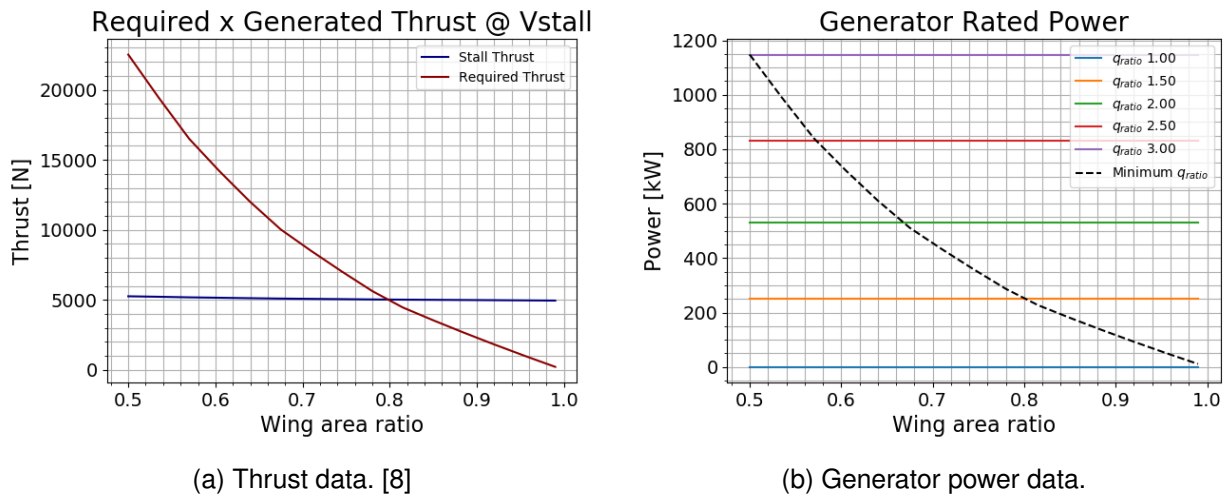 Required x Generated Thrust @ Vstall
Stall Thrust
Required Thrust
20000
15000
10000
5000
0
Thrust [N]
0.5 0.6 0.7 0.8 0.9 1.0
Wing area ratio
(a) Thrust data. [8]
Generator Rated Power
1200
1000
800
600
400
200
0
Power [kW]
q_ratio 1.00
q_ratio 1.50
q_ratio 2.00
q_ratio 2.50
q_ratio 3.00
Minimum q_ratio
0.5 0.6 0.7 0.8 0.9 1.0
Wing area ratio
(b) Generator power data.